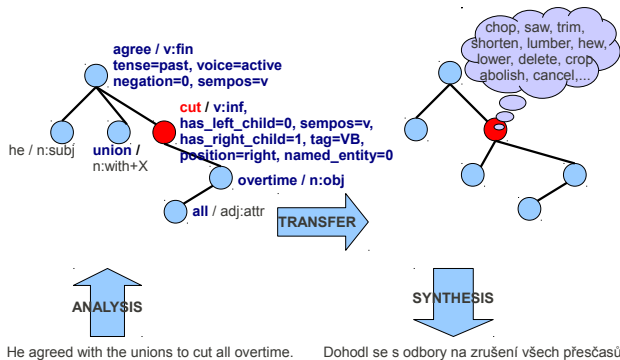 agree / v:fin
tense=past, voice=active
negation=0, sempos=v
cut / v:inf,
has_left_child=0, sempos=v,
has_right_child=1, tag=VB,
position=right, named_entity=0
he / n:subj
union /
n:with+X
overtime / n:obj
all / adj:attr
chop, saw, trim,
shorten, lumber, hew,
lower, delete, crop
abolish, cancel,...
TRANSFER
ANALYSIS
SYNTHESIS
He agreed with the unions to cut all overtime.
Dohodl se s odbory na zrušení všech přesčasů